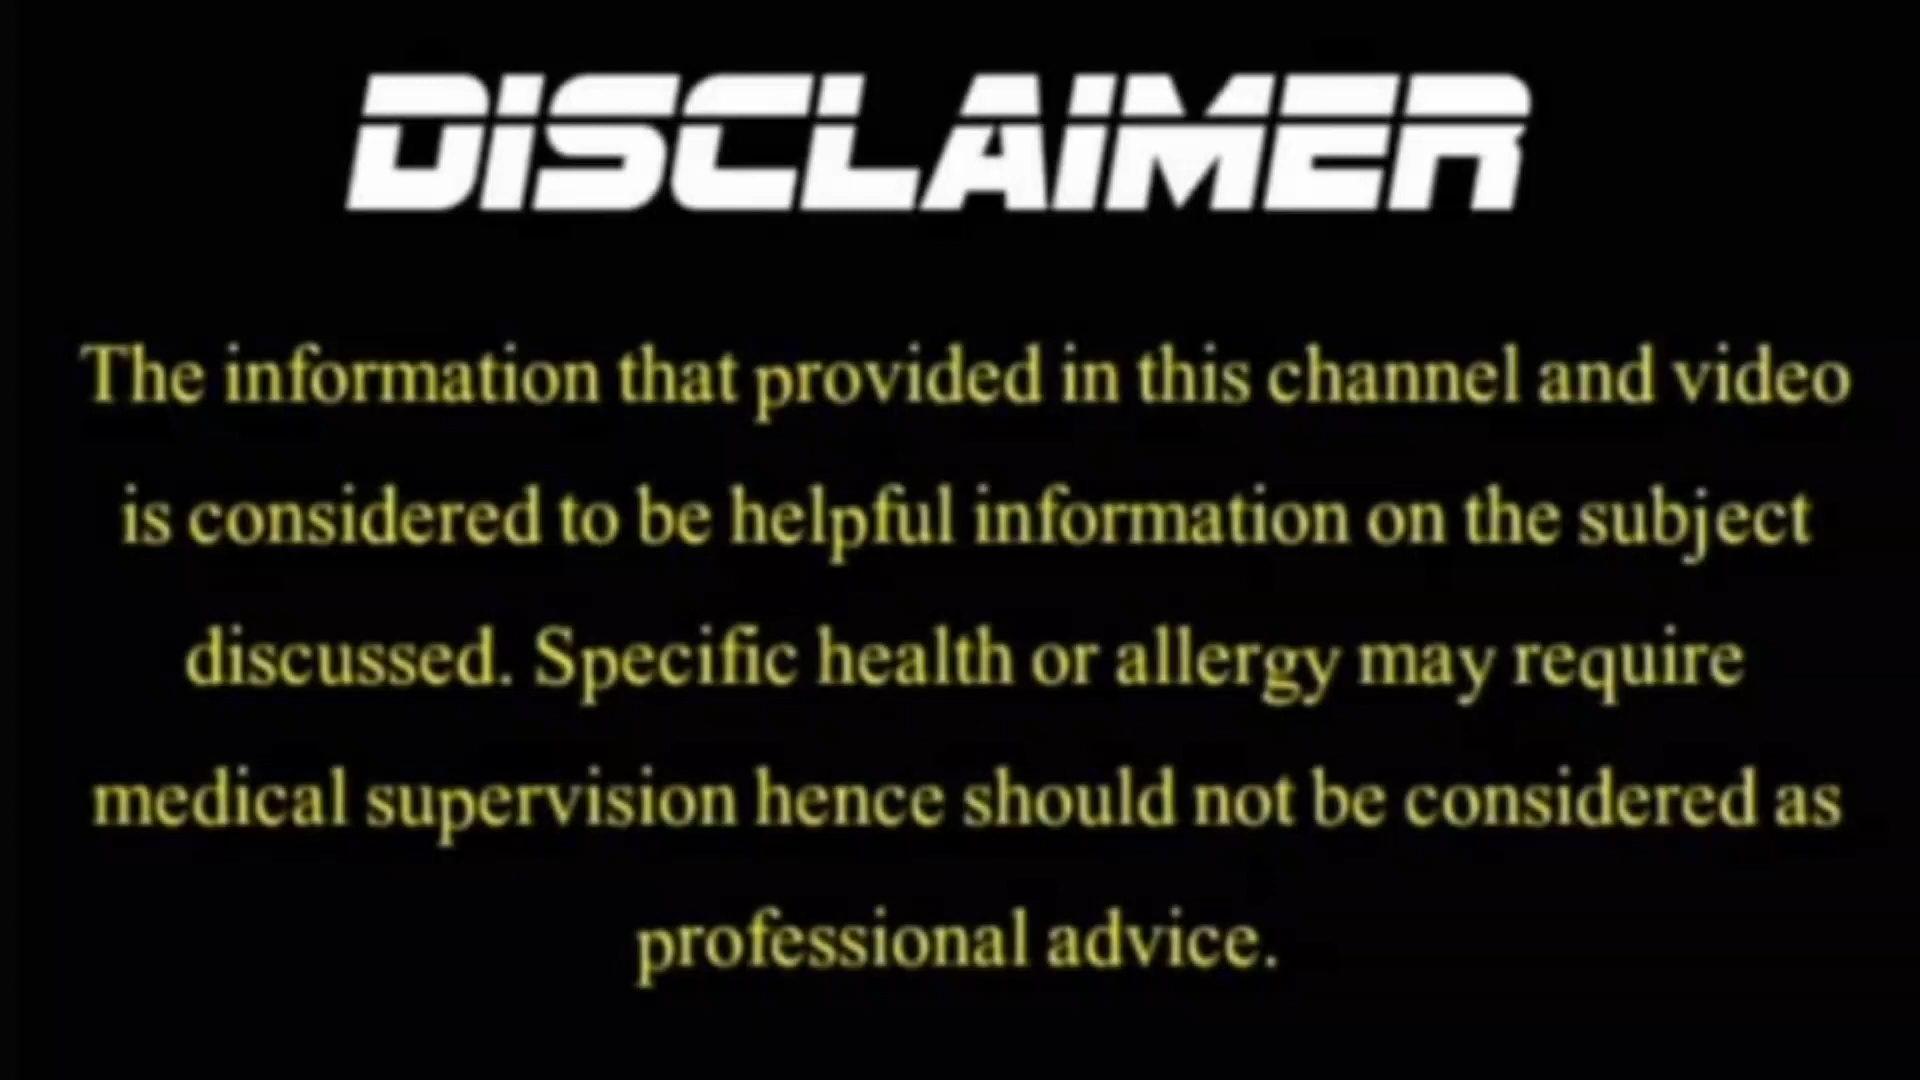 DISCLAIMER
The information that provided in this channel and video
is considered to be helpful information on the subject
discussed. Specific health or allergy may require
medical supervision hence should not be considered as
professional advice.